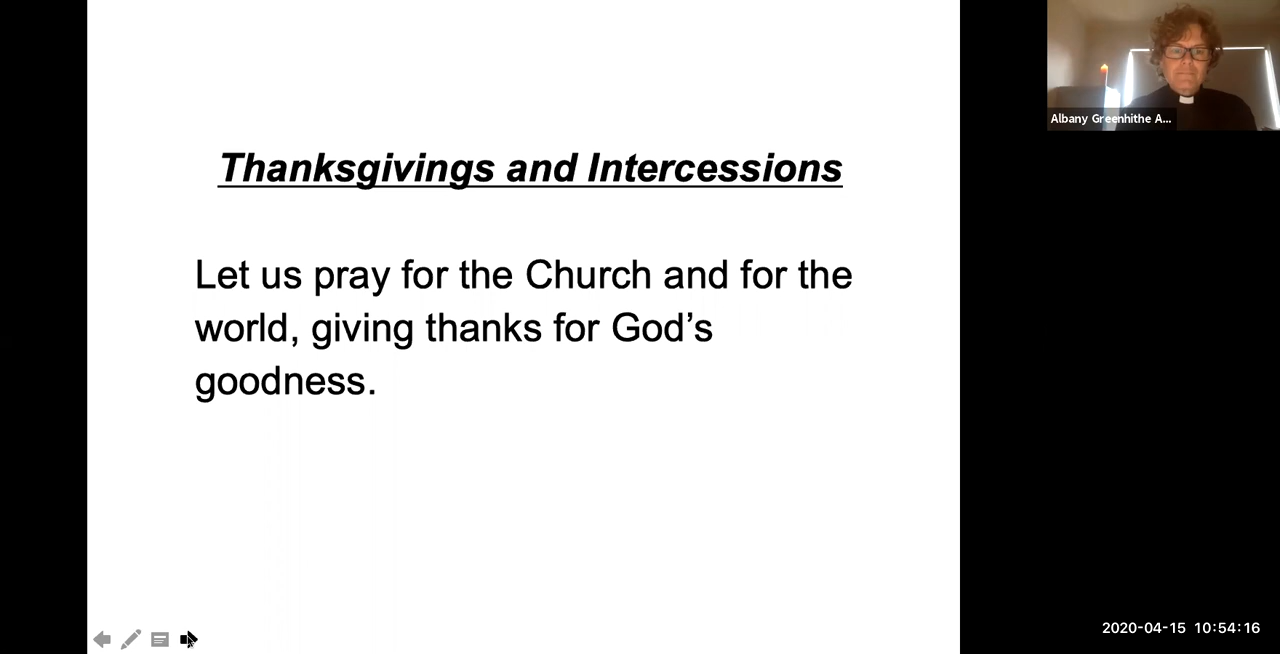 Thanksgivings and Intercessions
Let us pray for the Church and for the
world, giving thanks for God’s
goodness.
Albany Greenhithe A...
2020-04-15 10:54:16